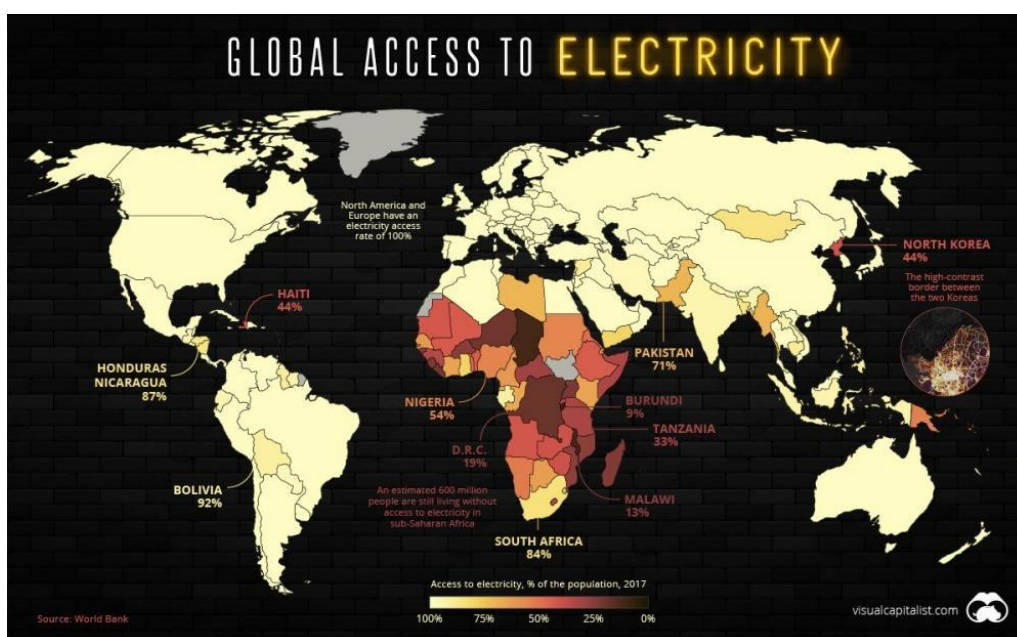 GLOBAL ACCESS TO ELECTRICITY
North America and
Europe have an
electricity access
rate of 100%
NORTH KOREA
44%
The high-contrast
border between
the two Koreas
HAITI
44%
HONDURAS
NICARAGUA
87%
PAKISTAN
71%
NIGERIA
54%
BURUNDI
9%
TANZANIA
33%
D.R.C.
19%
BOLIVIA
92%
An estimated 600 million
people are still living without
access to electricity in
sub-Saharan Africa
MALAWI
13%
SOUTH AFRICA
84%
Access to electricity, % of the population, 2017
100% 75% 50% 25% 0%
Source: World Bank
visualcapitalist.com